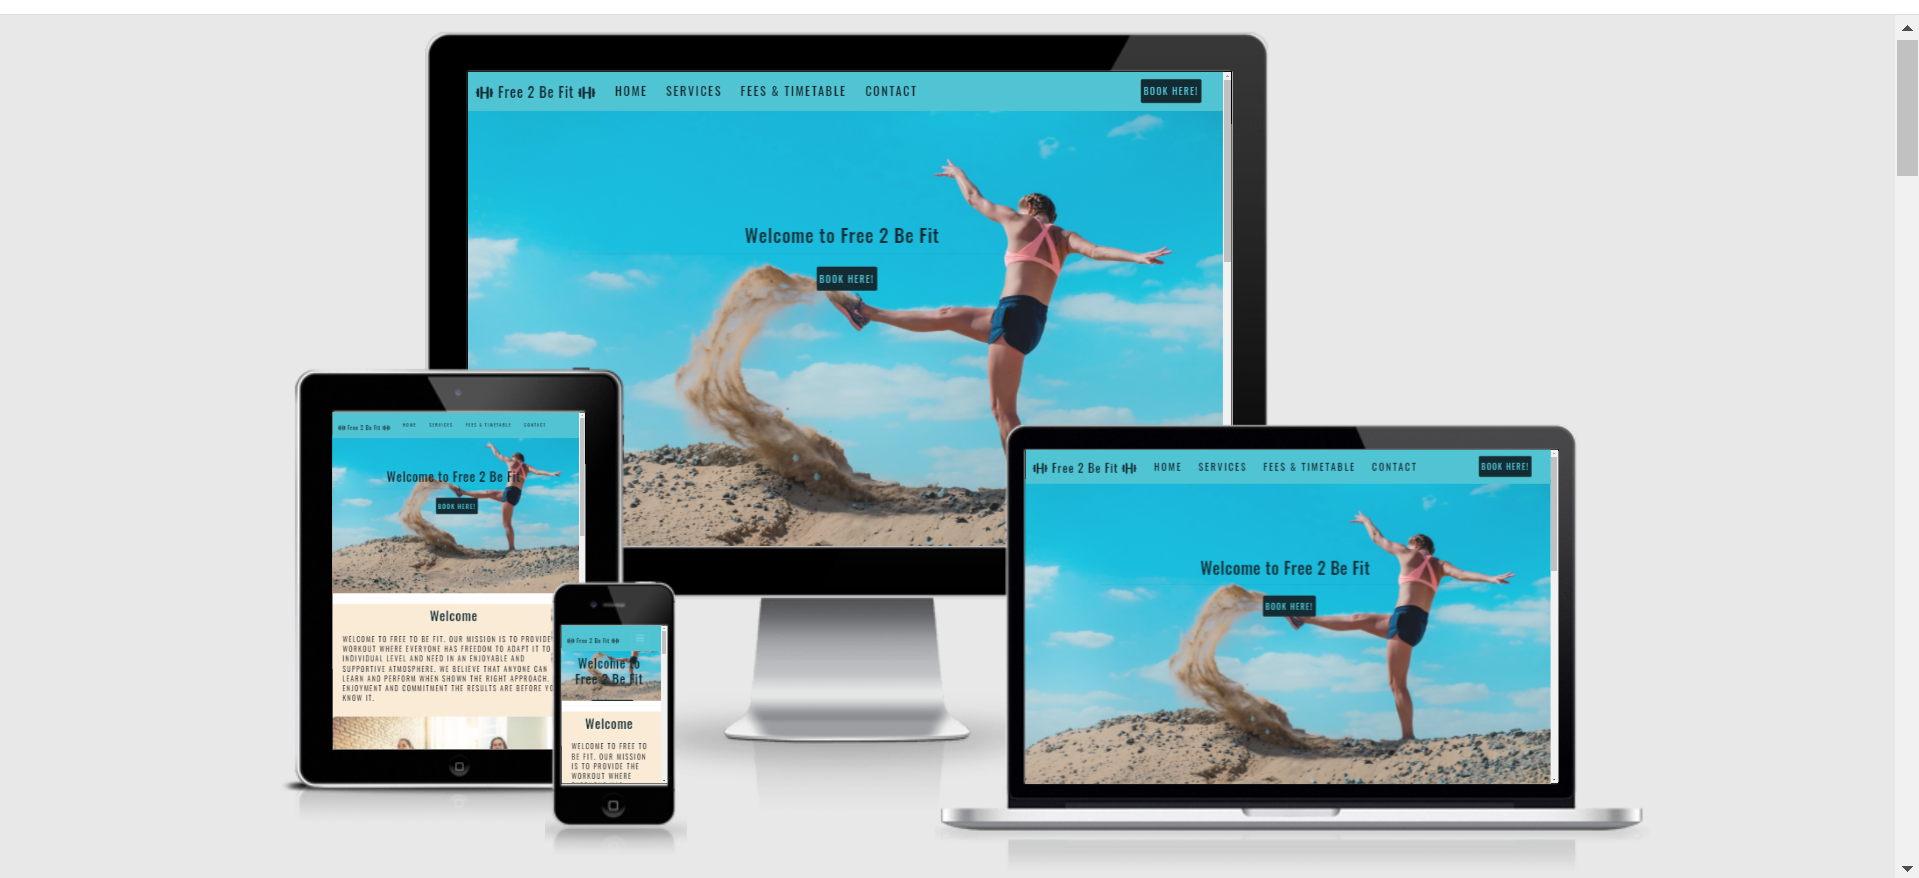 Free 2 Be Fit
HOME SERVICES FEES & TIMETABLE CONTACT
BOOK HERE!
Welcome to Free 2 Be Fit
BOOK HERE!
Free 2 Be Fit
HOME SERVICES FEES & TIMETABLE CONTACT
Welcome to Free 2 Be Fit
BOOK HERE!
Welcome
WELCOME TO FREE TO BE FIT. OUR MISSION IS TO PROVIDE
WORKOUT WHERE EVERYONE HAS FREEDOM TO ADAPT IT TO
INDIVIDUAL LEVEL AND NEED IN AN ENJOYABLE AND
SUPPORTIVE ATMOSPHERE. WE BELIEVE THAT ANYONE CAN
LEARN AND PERFORM WHEN SHOWN THE RIGHT APPROACH.
ENJOYMENT AND COMMITMENT THE RESULTS ARE BEFORE YO
KNOW IT.
Free 2 Be Fit
Welcome to
Free 2 Be Fit
Welcome
WELCOME TO FREE TO
BE FIT. OUR MISSION
IS TO PROVIDE THE
WORKOUT WHERE
Free 2 Be Fit
HOME SERVICES FEES & TIMETABLE CONTACT
BOOK HERE!
Welcome to Free 2 Be Fit
BOOK HERE!